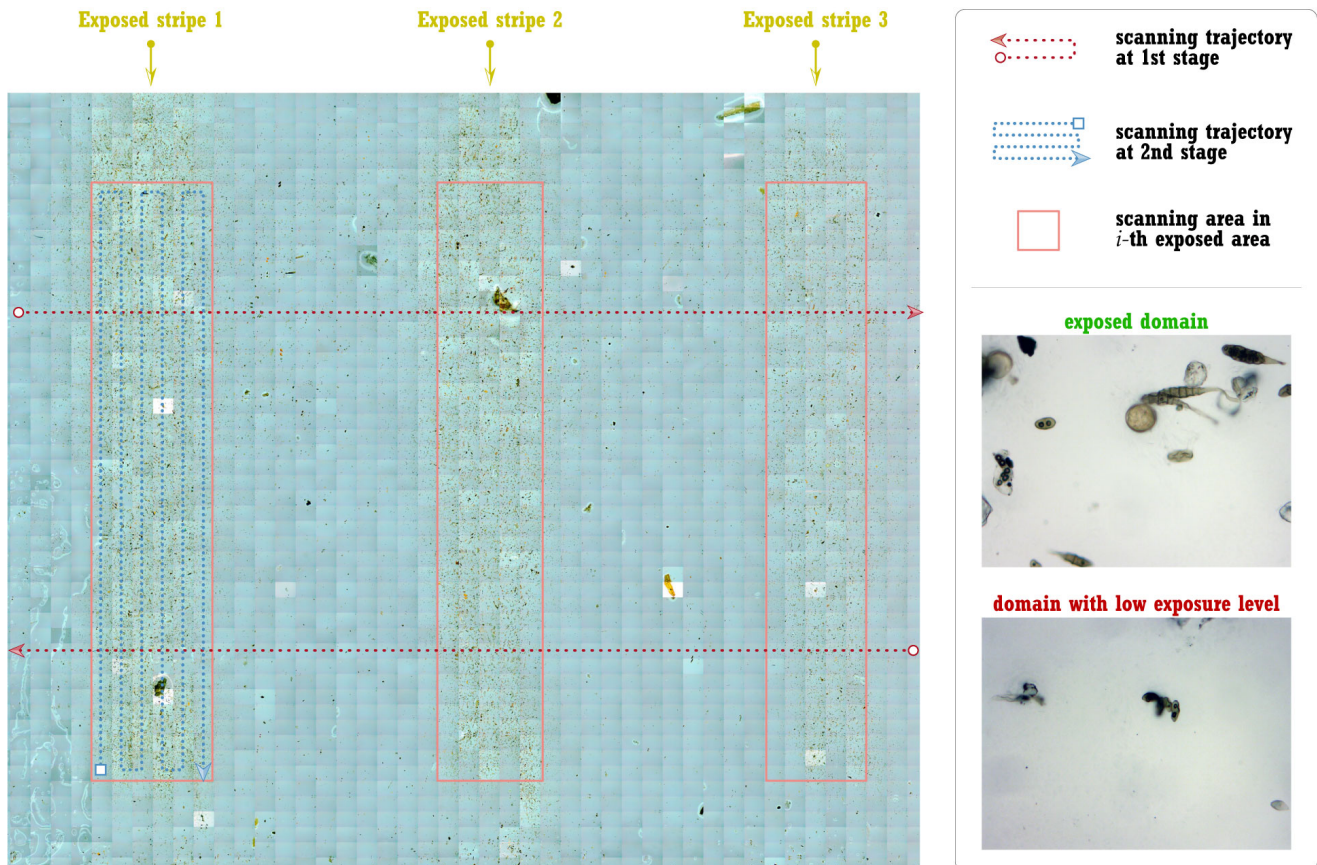 Exposed stripe 1
Exposed stripe 2
Exposed stripe 3
scanning trajectory
at 1st stage
scanning trajectory
at 2nd stage
scanning area in
i-th exposed area
exposed domain
domain with low exposure level